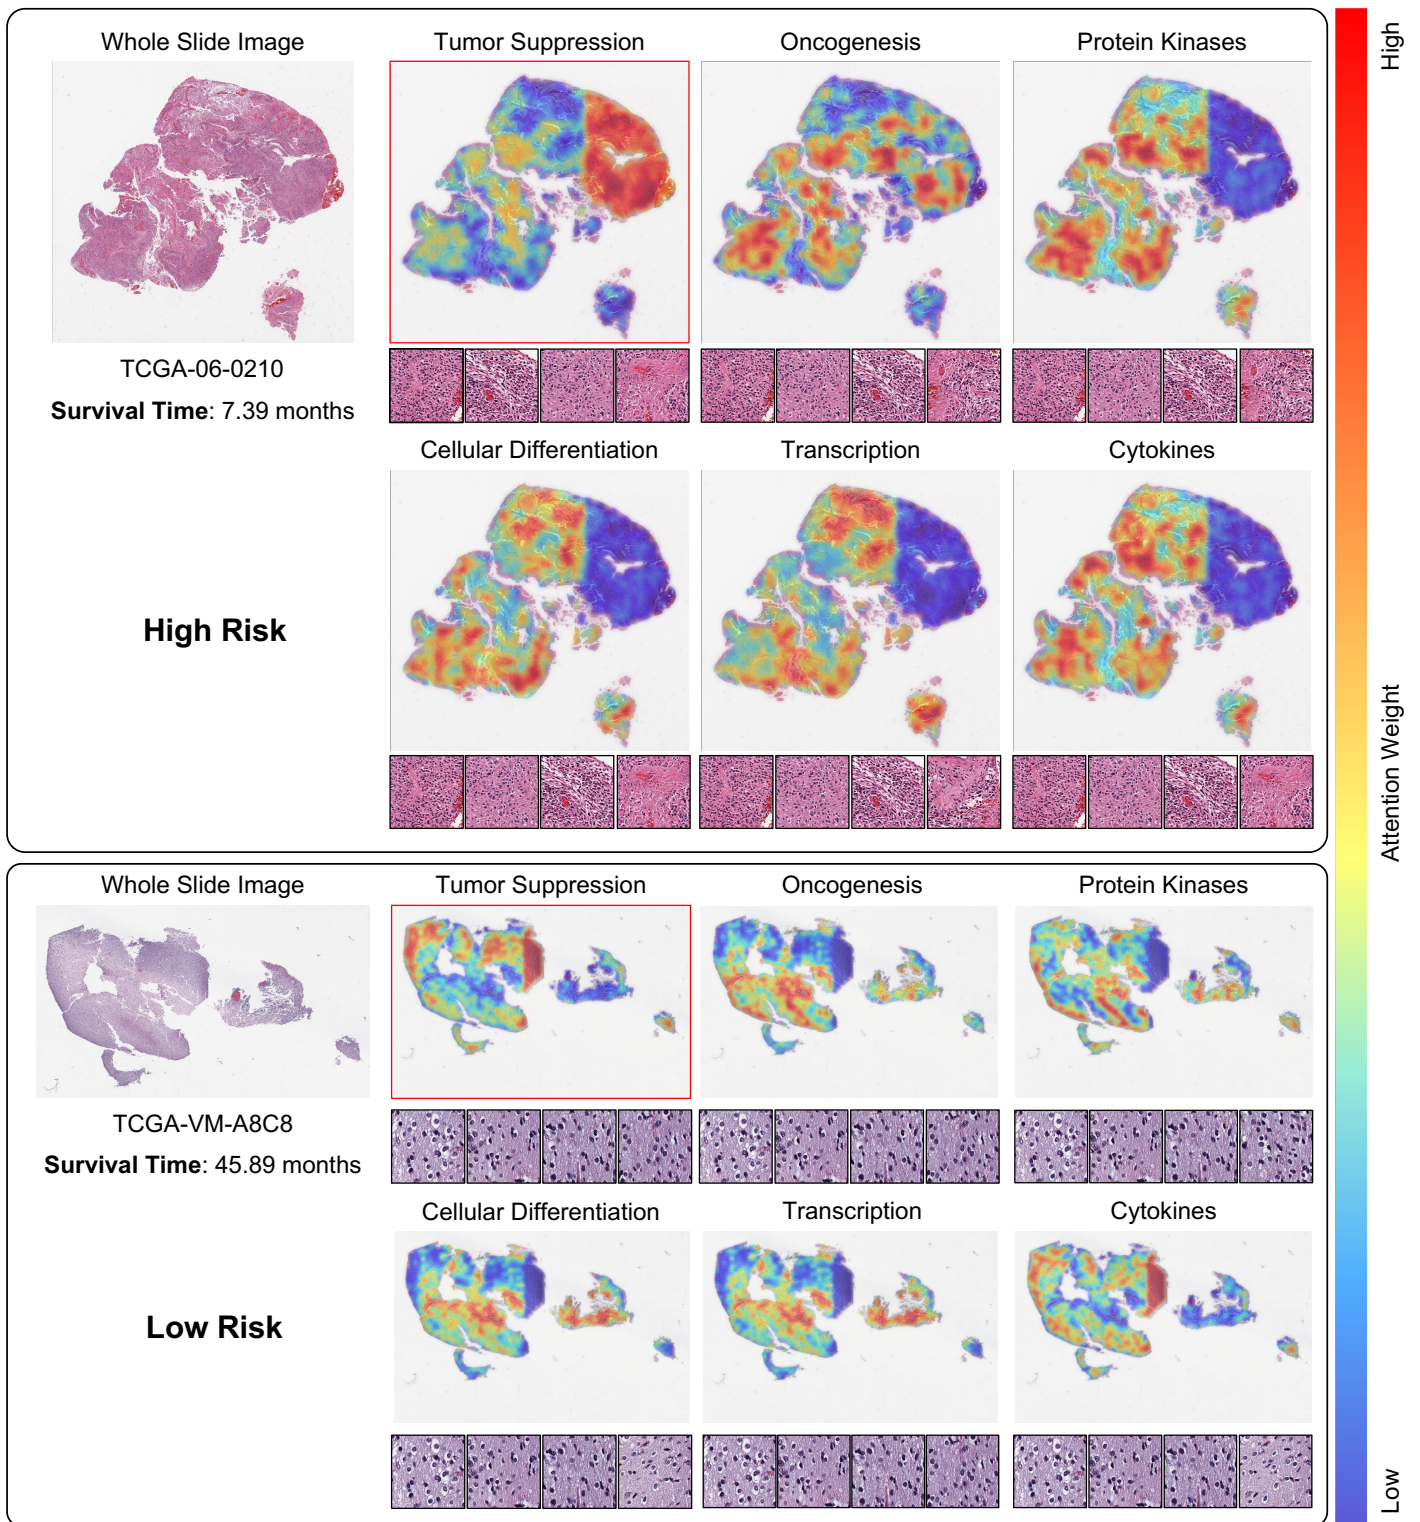 Whole Slide Image
Tumor Suppression
Oncogenesis
Protein Kinases
TCGA-06-0210
Survival Time: 7.39 months
Cellular Differentiation
Transcription
Cytokines
High Risk
Whole Slide Image
Tumor Suppression
Oncogenesis
Protein Kinases
TCGA-VM-A8C8
Survival Time: 45.89 months
Cellular Differentiation
Transcription
Cytokines
Low Risk
High
Attention Weight
Low